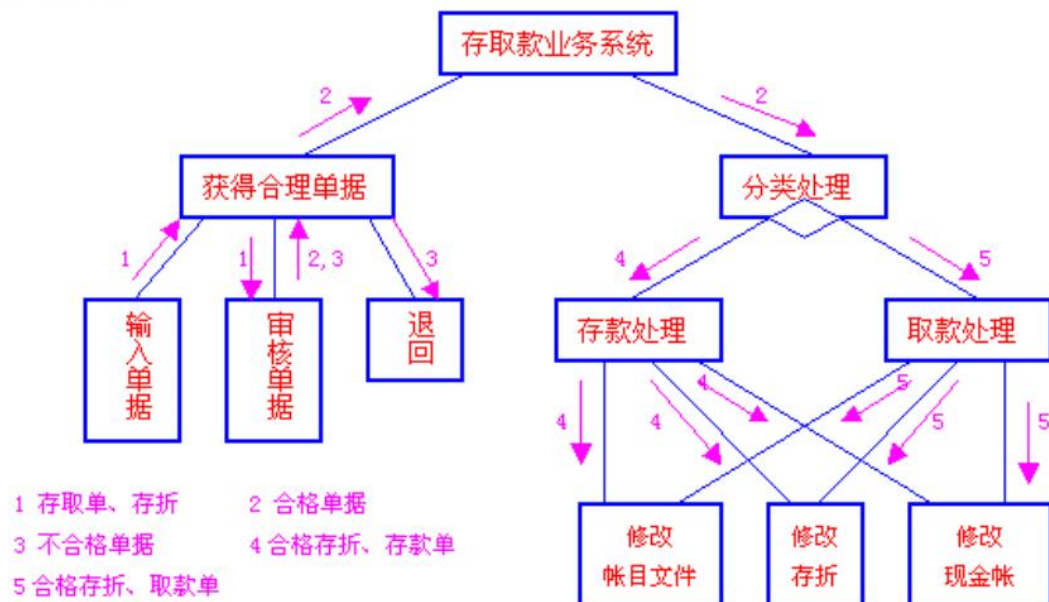 存取款业务系统
2
2
获得合理单据
分类处理
1
1
2,3
3
4
5
输入单据
审核单据
退回
存款处理
取款处理
4
4
4
5
5
5
1 存取单、存折
2 合格单据
3 不合格单据
4 合格存折、存款单
5 合格存折、取款单
修改
帐目文件
修改
存折
修改
现金帐